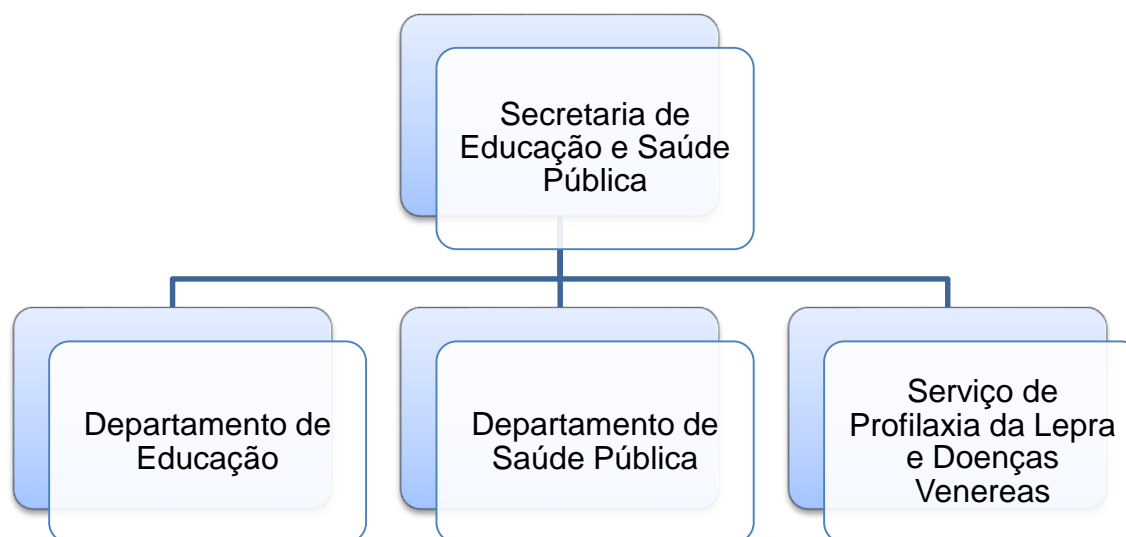 Secretaria de
Educação e Saúde
Pública
Departamento de
Educação
Departamento de
Saúde Pública
Serviço de
Profilaxia da Lepra
e Doenças
Venereas